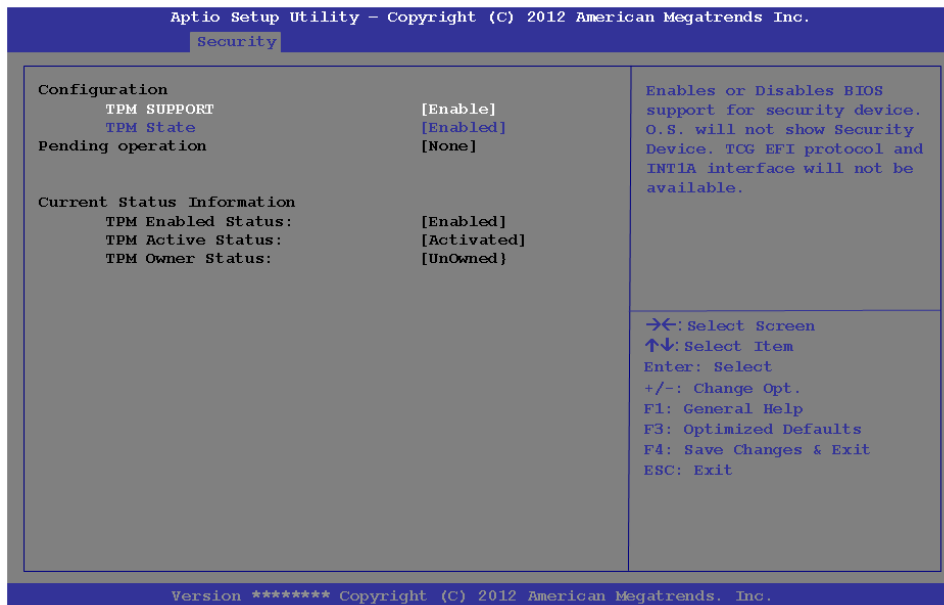 Aptio Setup Utility – Copyright (C) 2012 American Megatrends Inc.
Security
Configuration
TPM SUPPORT [Enable]
TPM State [Enabled]
Pending operation [None]
Current Status Information
TPM Enabled Status: [Enabled]
TPM Active Status: [Activated]
TPM Owner Status: [UnOwned}
Enables or Disables BIOS
support for security device.
O.S. will not show Security
Device. TCG EFI protocol and
INT1A interface will not be
available.
→←: Select Screen
↑↓: Select Item
Enter: Select
+/-: Change Opt.
F1: General Help
F3: Optimized Defaults
F4: Save Changes & Exit
ESC: Exit
Version ******** Copyright (C) 2012 American Megatrends. Inc.